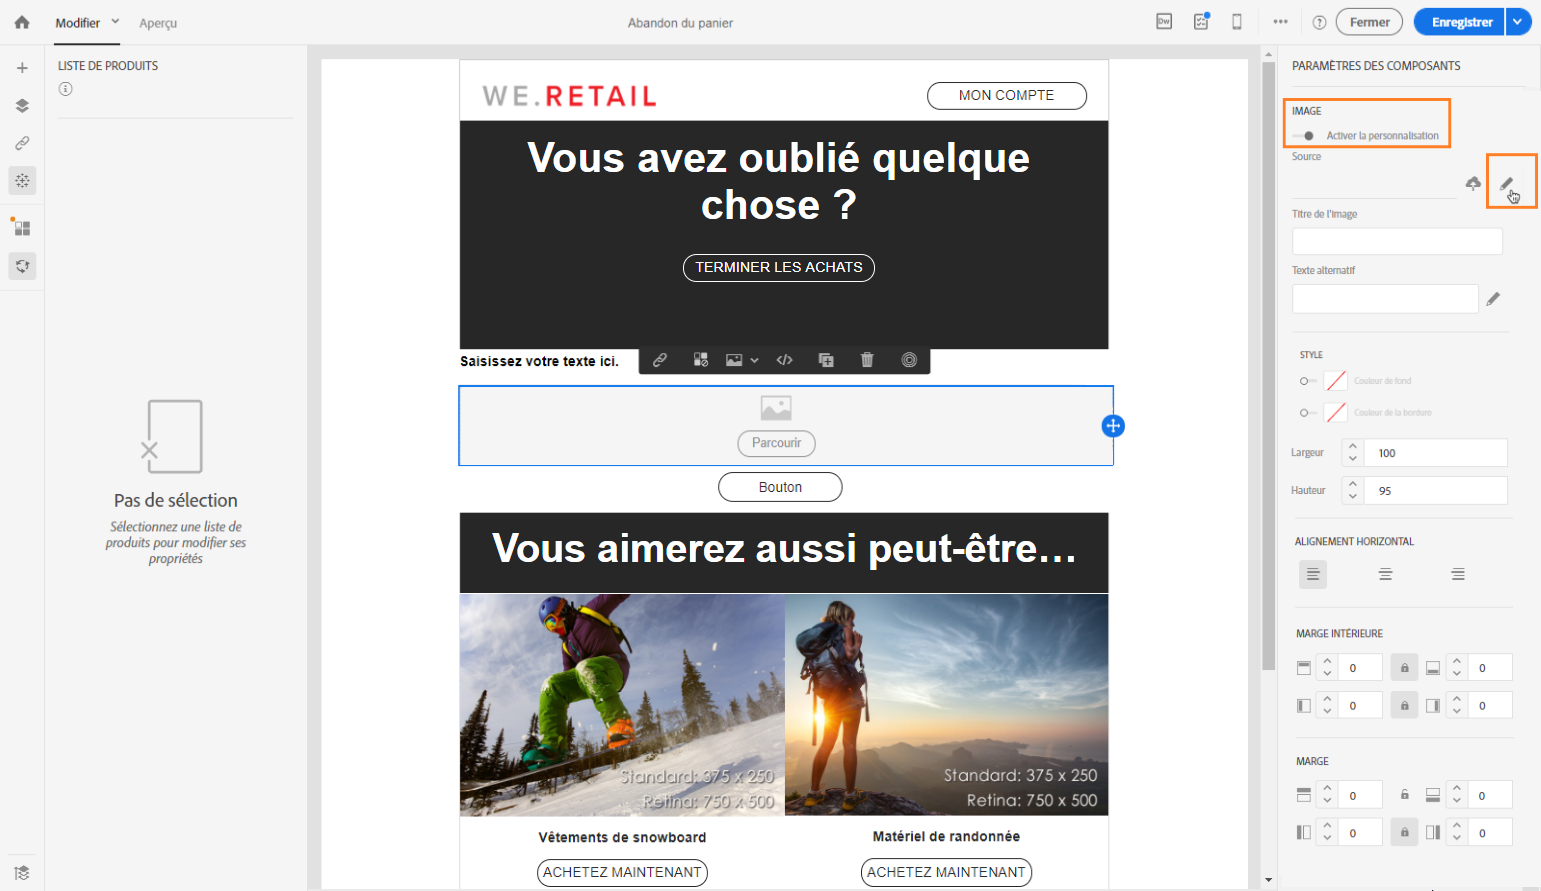 Modifier
Aperçu
Abandon du panier
Dw
?
Fermer
Enregistrer
LISTE DE PRODUITS
i
Pas de sélection
Sélectionnez une liste de
produits pour modifier ses
propriétés
WE.RETAIL
MON COMPTE
Vous avez oublié quelque
chose ?
TERMINER LES ACHATS
Saisissez votre texte ici.
Parcourir
Bouton
Vous aimerez aussi peut-être…
Standard: 375 x 250
Retina: 750 x 500
Standard: 375 x 250
Retina: 750 x 500
Vêtements de snowboard
Matériel de randonnée
ACHETEZ MAINTENANT
ACHETEZ MAINTENANT
PARAMÈTRES DES COMPOSANTS
IMAGE
Activer la personnalisation
Source
Titre de l'image
Texte alternatif
STYLE
Couleur de fond
Couleur de la bordure
Largeur
100
Hauteur
95
ALIGNEMENT HORIZONTAL
MARGE INTÉRIEURE
0
0
0
0
MARGE
0
0
0
0